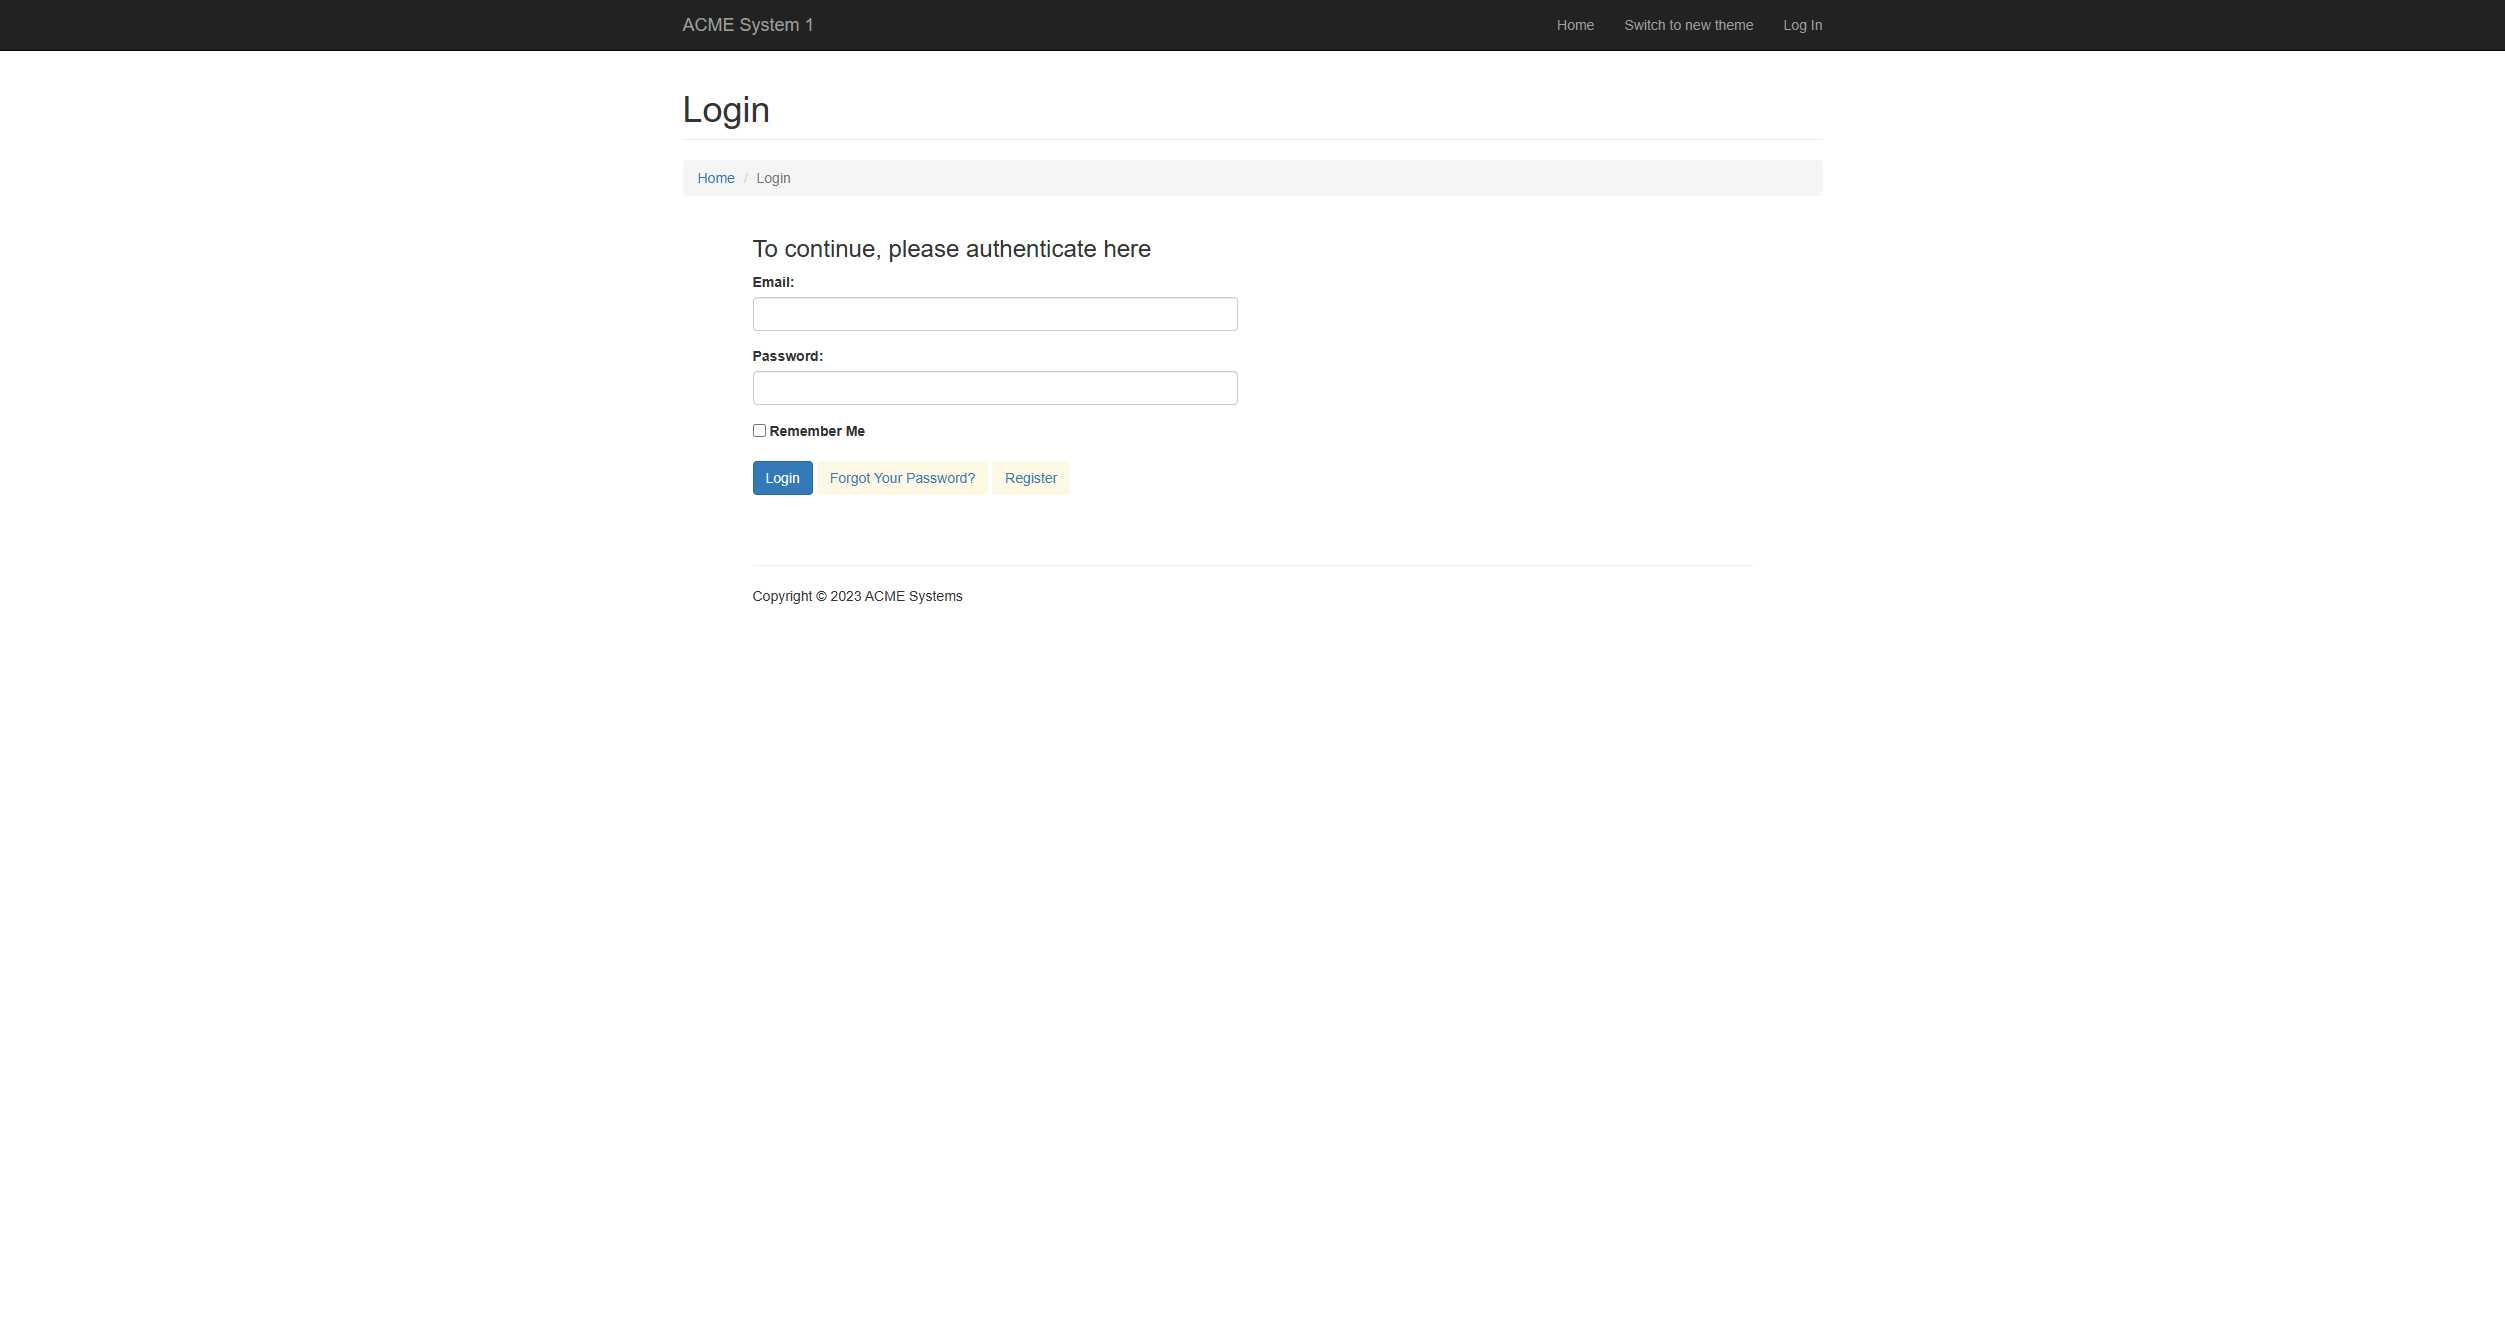 ACME System 1 Home Switch to new theme Log In
Login
Home / Login
To continue, please authenticate here
Email:
Password:
Remember Me
Login Forgot Your Password? Register
Copyright © 2023 ACME Systems